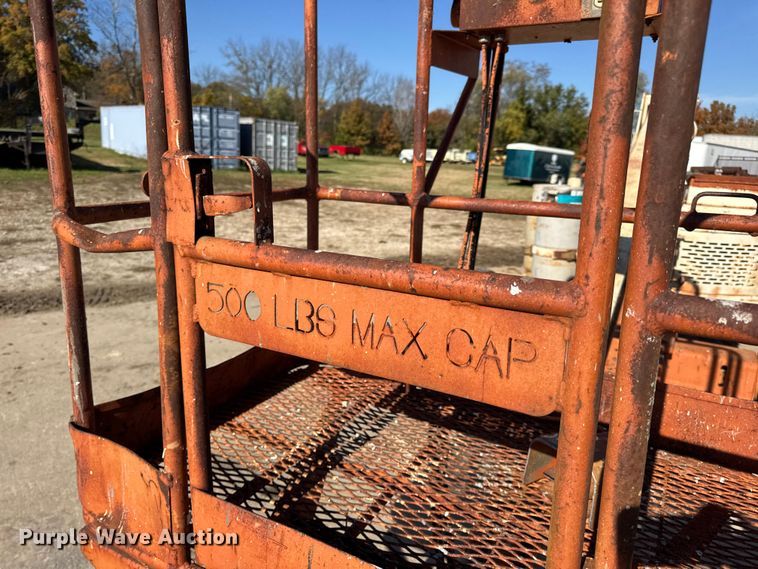 500 LBS MAX CAP
Purple Wave Auction